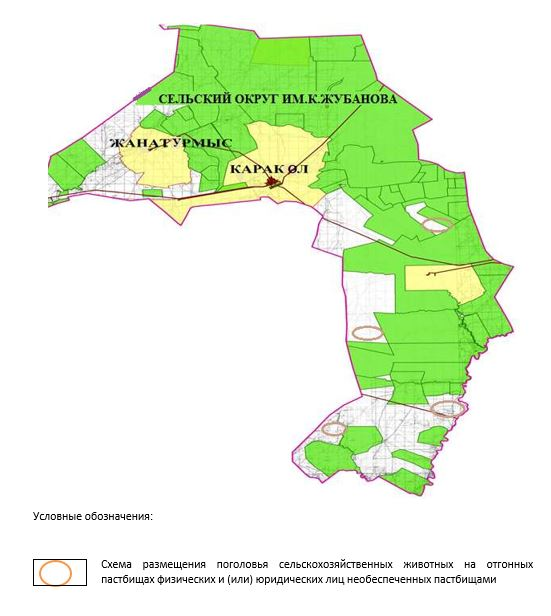 СЕЛЬСКИЙ ОКРУГ ИМ.К.ЖУБАНОВА
ЖАНАТУРМЫС
КАРАКОЛ
Условные обозначения:
Схема размещения поголовья сельскохозяйственных животных на отгонных
пастбищах физических и (или) юридических лиц необеспеченных пастбищами